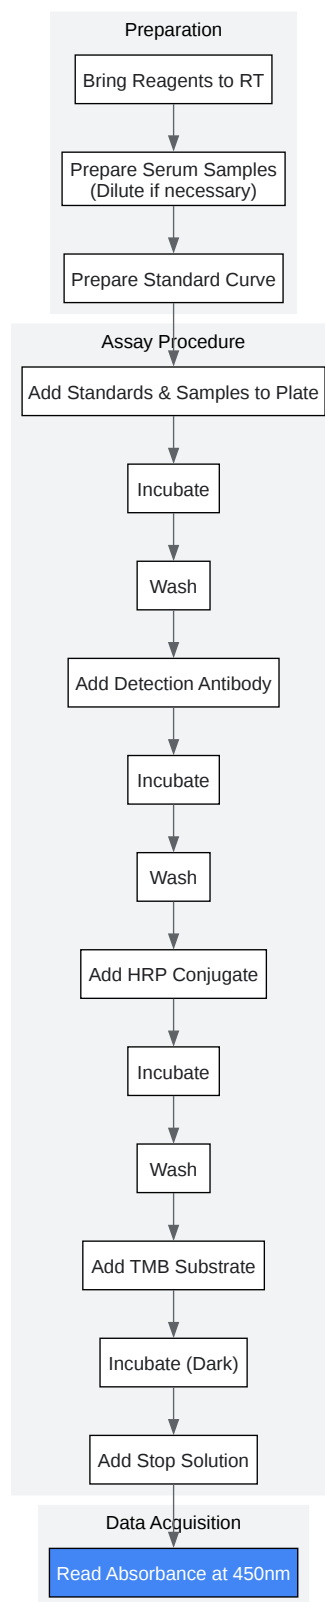 Preparation
Bring Reagents to RT
Prepare Serum Samples
(Dilute if necessary)
Prepare Standard Curve
Assay Procedure
Add Standards & Samples to Plate
Incubate
Wash
Add Detection Antibody
Incubate
Wash
Add HRP Conjugate
Incubate
Wash
Add TMB Substrate
Incubate (Dark)
Add Stop Solution
Data Acquisition
Read Absorbance at 450nm